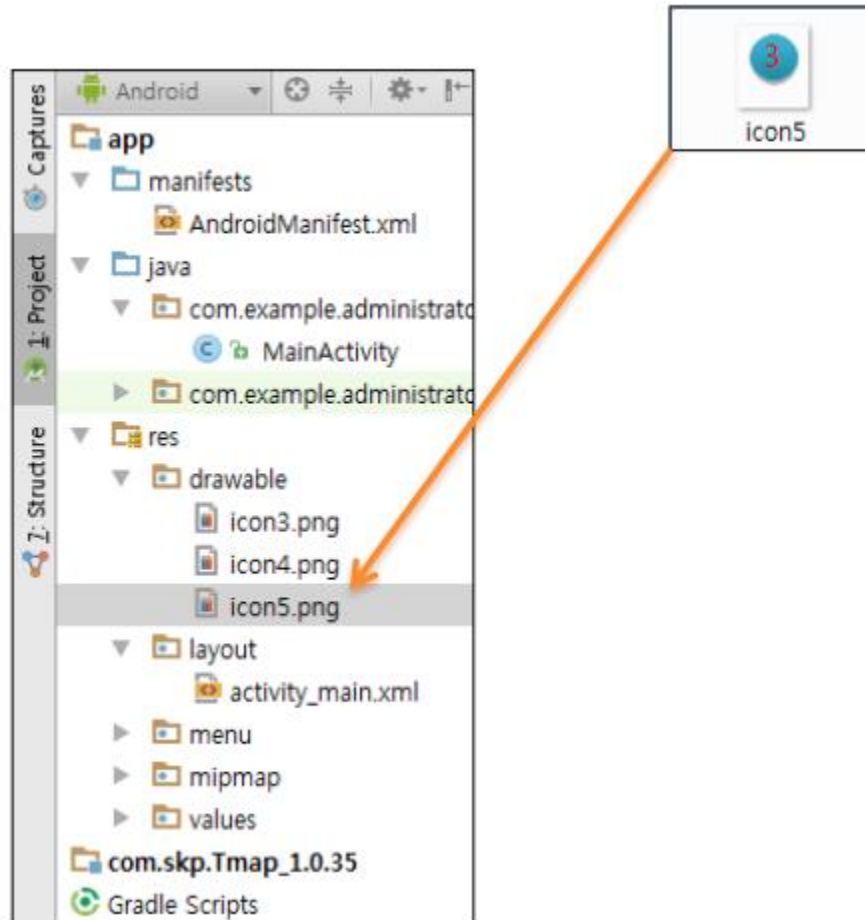 3
icon5
Captures
1: Project
7: Structure
Android
app
manifests
AndroidManifest.xml
java
com.example.administrato
MainActivity
com.example.administrato
res
drawable
icon3.png
icon4.png
icon5.png
layout
activity_main.xml
menu
mipmap
values
com.skp.Tmap_1.0.35
Gradle Scripts